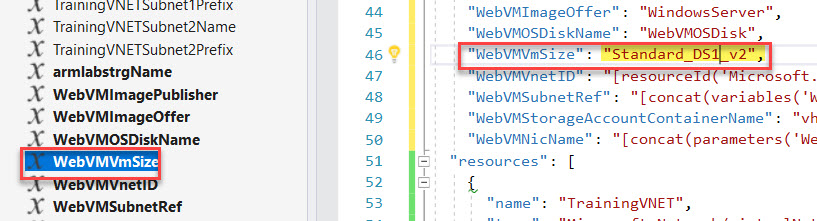 TrainingVNETSubnet1Prefix
TrainingVNETSubnet2Name
TrainingVNETSubnet2Prefix
armlabstrgName
WebVMImagePublisher
WebVMImageOffer
WebVMOSDiskName
WebVMVmSize
WebVMVnetID
WebVMSubnetRef
44 "WebVMImageOffer": "WindowsServer",
45 "WebVMOSDiskName": "WebVMOSDisk",
46 "WebVMVmSize": "Standard_DS1_v2",
47 "WebVMVnetID": "[resourceId('Microsoft.
48 "WebVMSubnetRef": "[concat(variables('W
49 "WebVMStorageAccountContainerName": "vh
50 "WebVMNicName": "[concat(parameters('We
51 "resources": [
52 {
53 "name": "TrainingVNET",